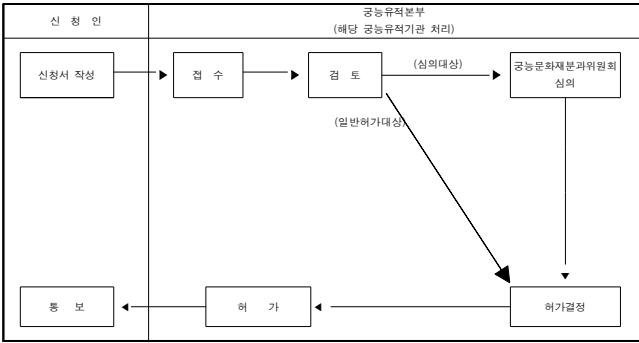 신 청 인
궁능유적본부
(해당 궁능유적기관 처리)
신청서 작성
접 수
검 토
(심의대상)
궁능문화재분과위원회
심의
(일반허가대상)
통 보
허 가
허가결정